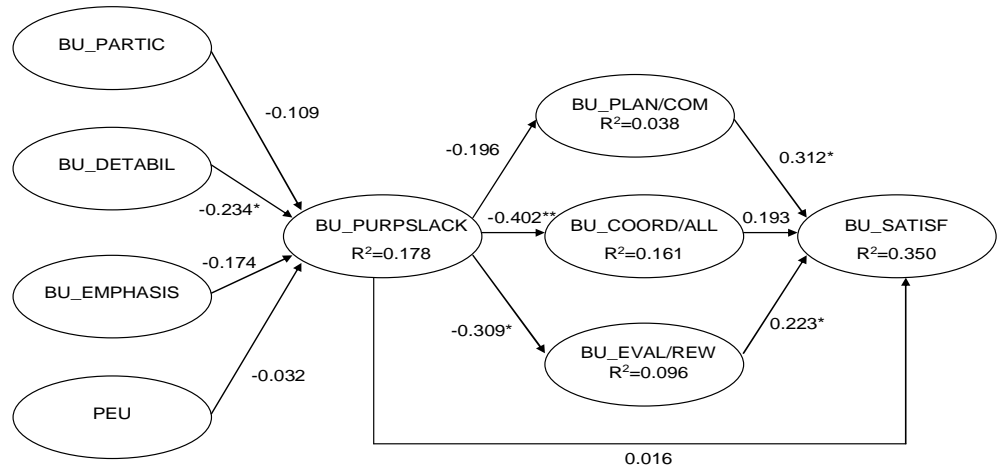 BU_PARTIC
-0.109
BU_DETABIL
-0.234*
BU_EMPHASIS
-0.174
PEU
-0.032
BU_PURPSLACK
R²=0.178
-0.196
-0.402**
-0.309*
BU_PLAN/COM
R²=0.038
BU_COORD/ALL
R²=0.161
BU_EVAL/REW
R²=0.096
0.312*
0.193
0.223*
BU_SATISF
R²=0.350
0.016